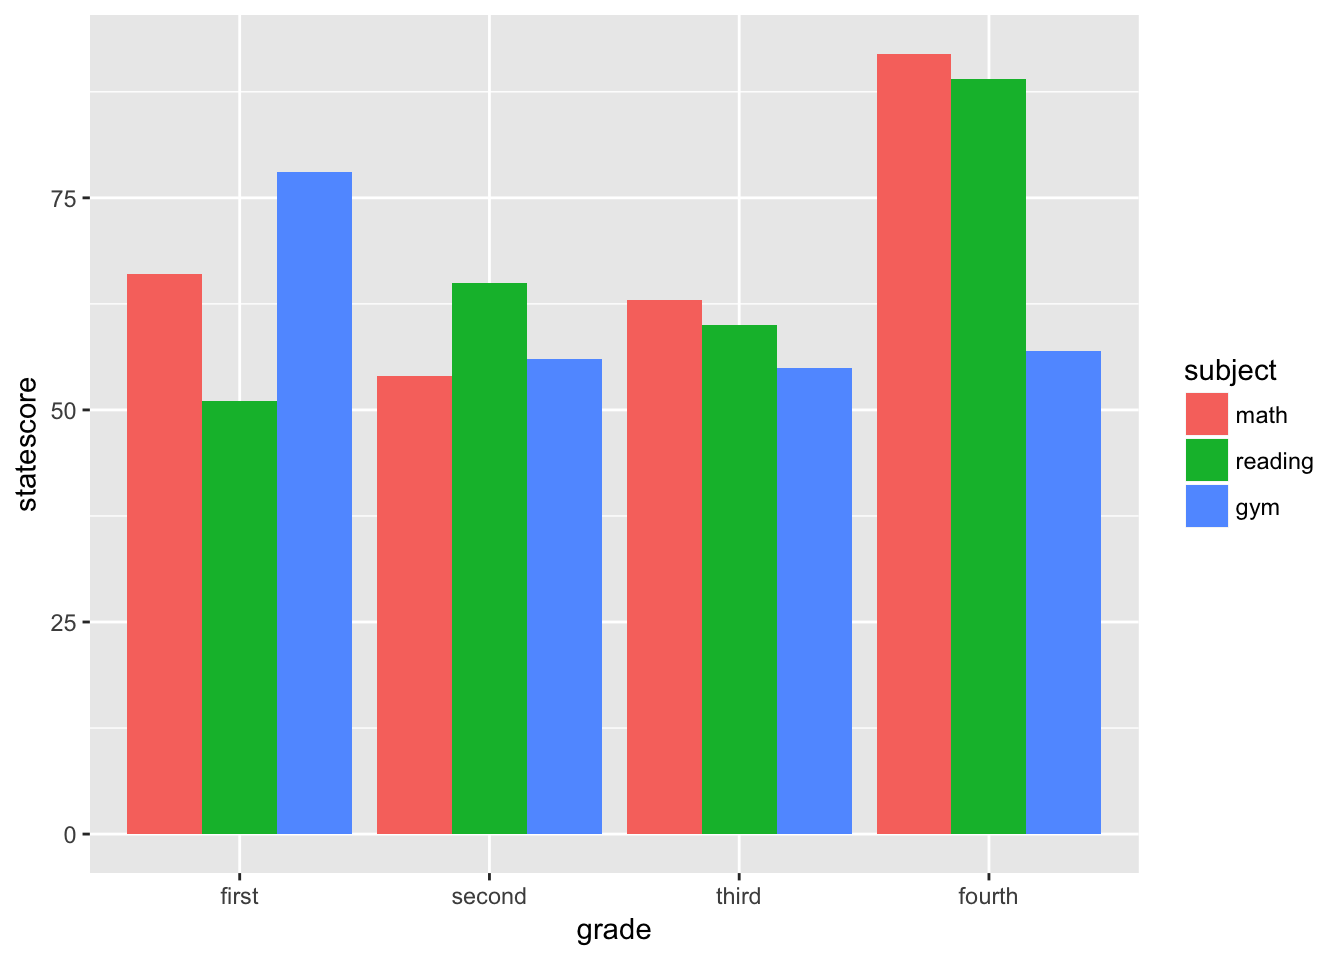 statescore
75
50
25
0
first second third fourth
grade
subject
math
reading
gym